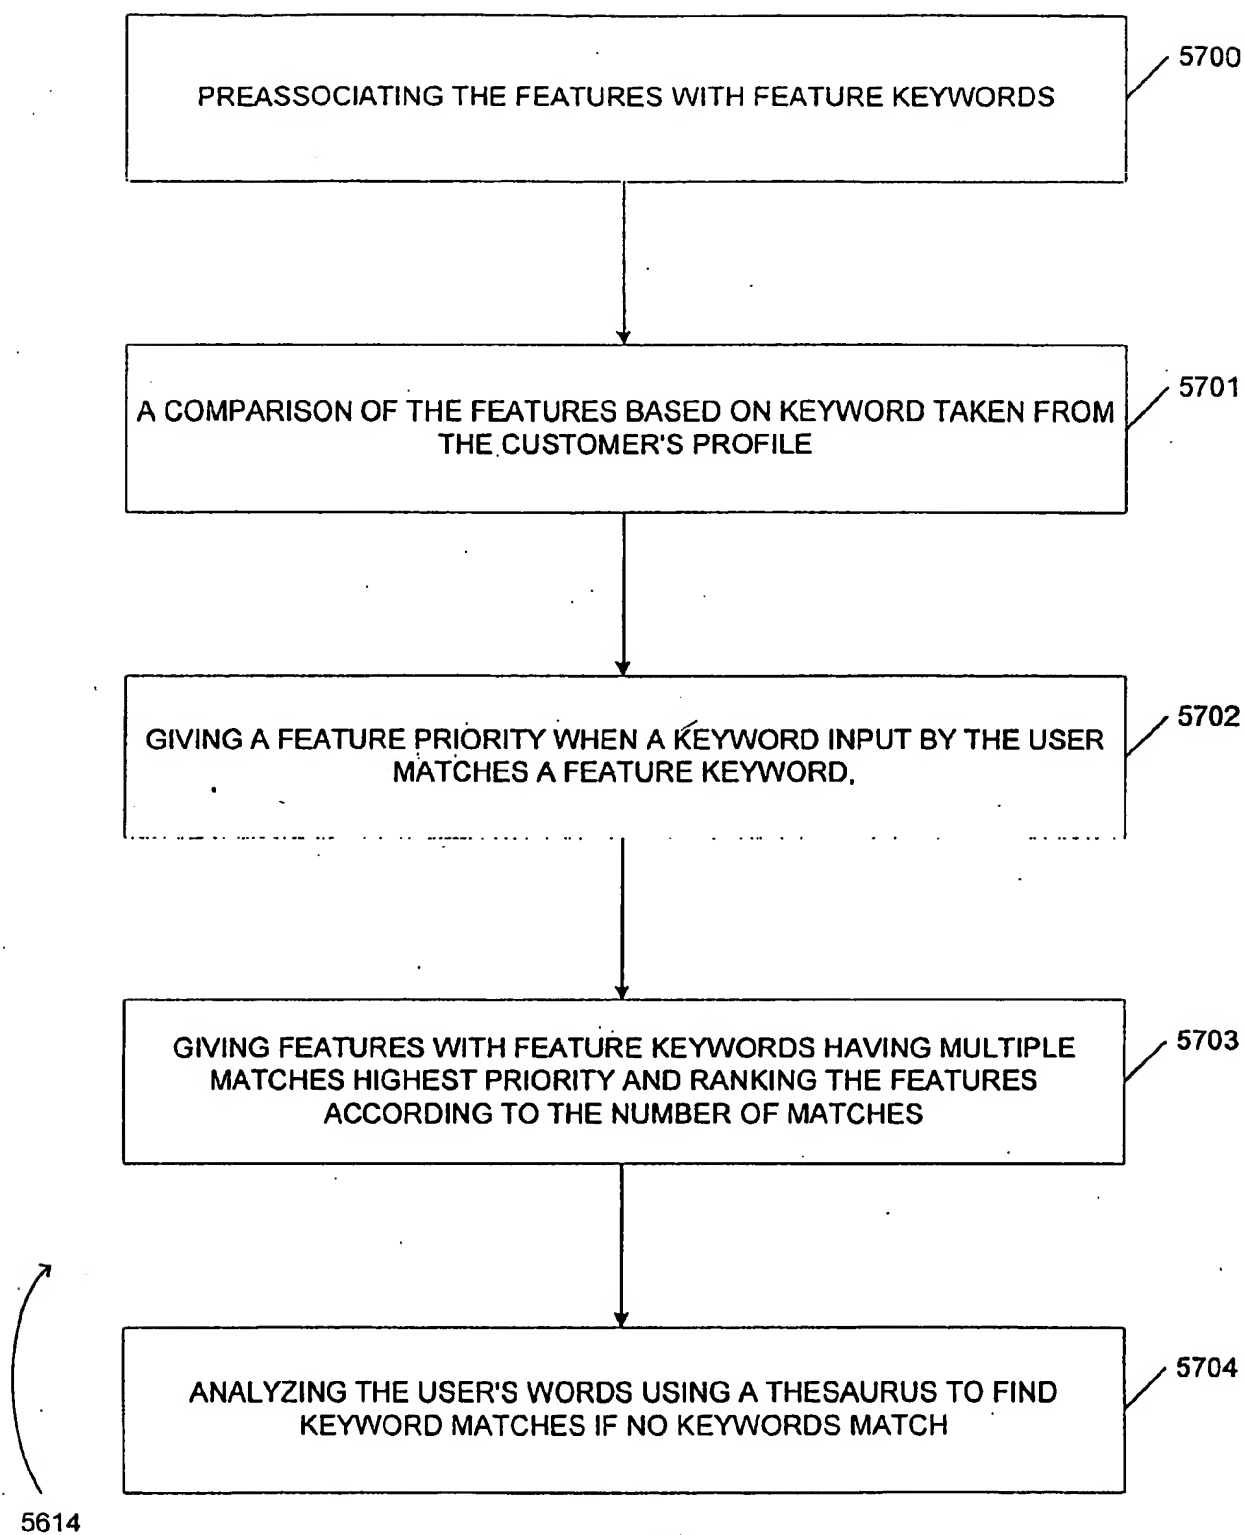 5700
PREASSOCIATING THE FEATURES WITH FEATURE KEYWORDS
5701
A COMPARISON OF THE FEATURES BASED ON KEYWORD TAKEN FROM
THE CUSTOMER'S PROFILE
5702
GIVING A FEATURE PRIORITY WHEN A KEYWORD INPUT BY THE USER
MATCHES A FEATURE KEYWORD.
5703
GIVING FEATURES WITH FEATURE KEYWORDS HAVING MULTIPLE
MATCHES HIGHEST PRIORITY AND RANKING THE FEATURES
ACCORDING TO THE NUMBER OF MATCHES
5704
ANALYZING THE USER'S WORDS USING A THESAURUS TO FIND
KEYWORD MATCHES IF NO KEYWORDS MATCH
5614